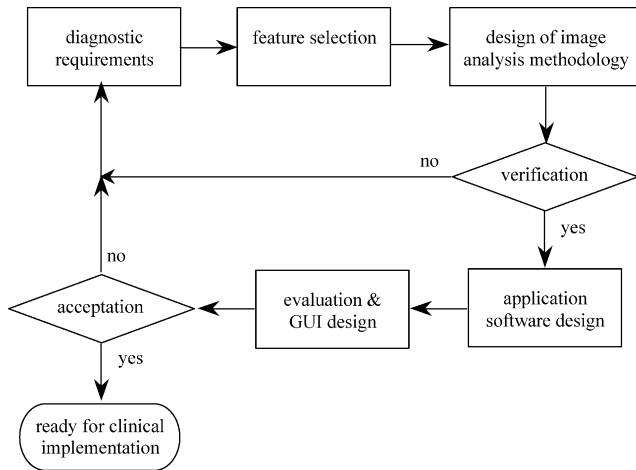 diagnostic
requirements
feature selection
design of image
analysis methodology
no
verification
yes
application
software design
evaluation &
GUI design
no
acceptation
yes
ready for clinical
implementation